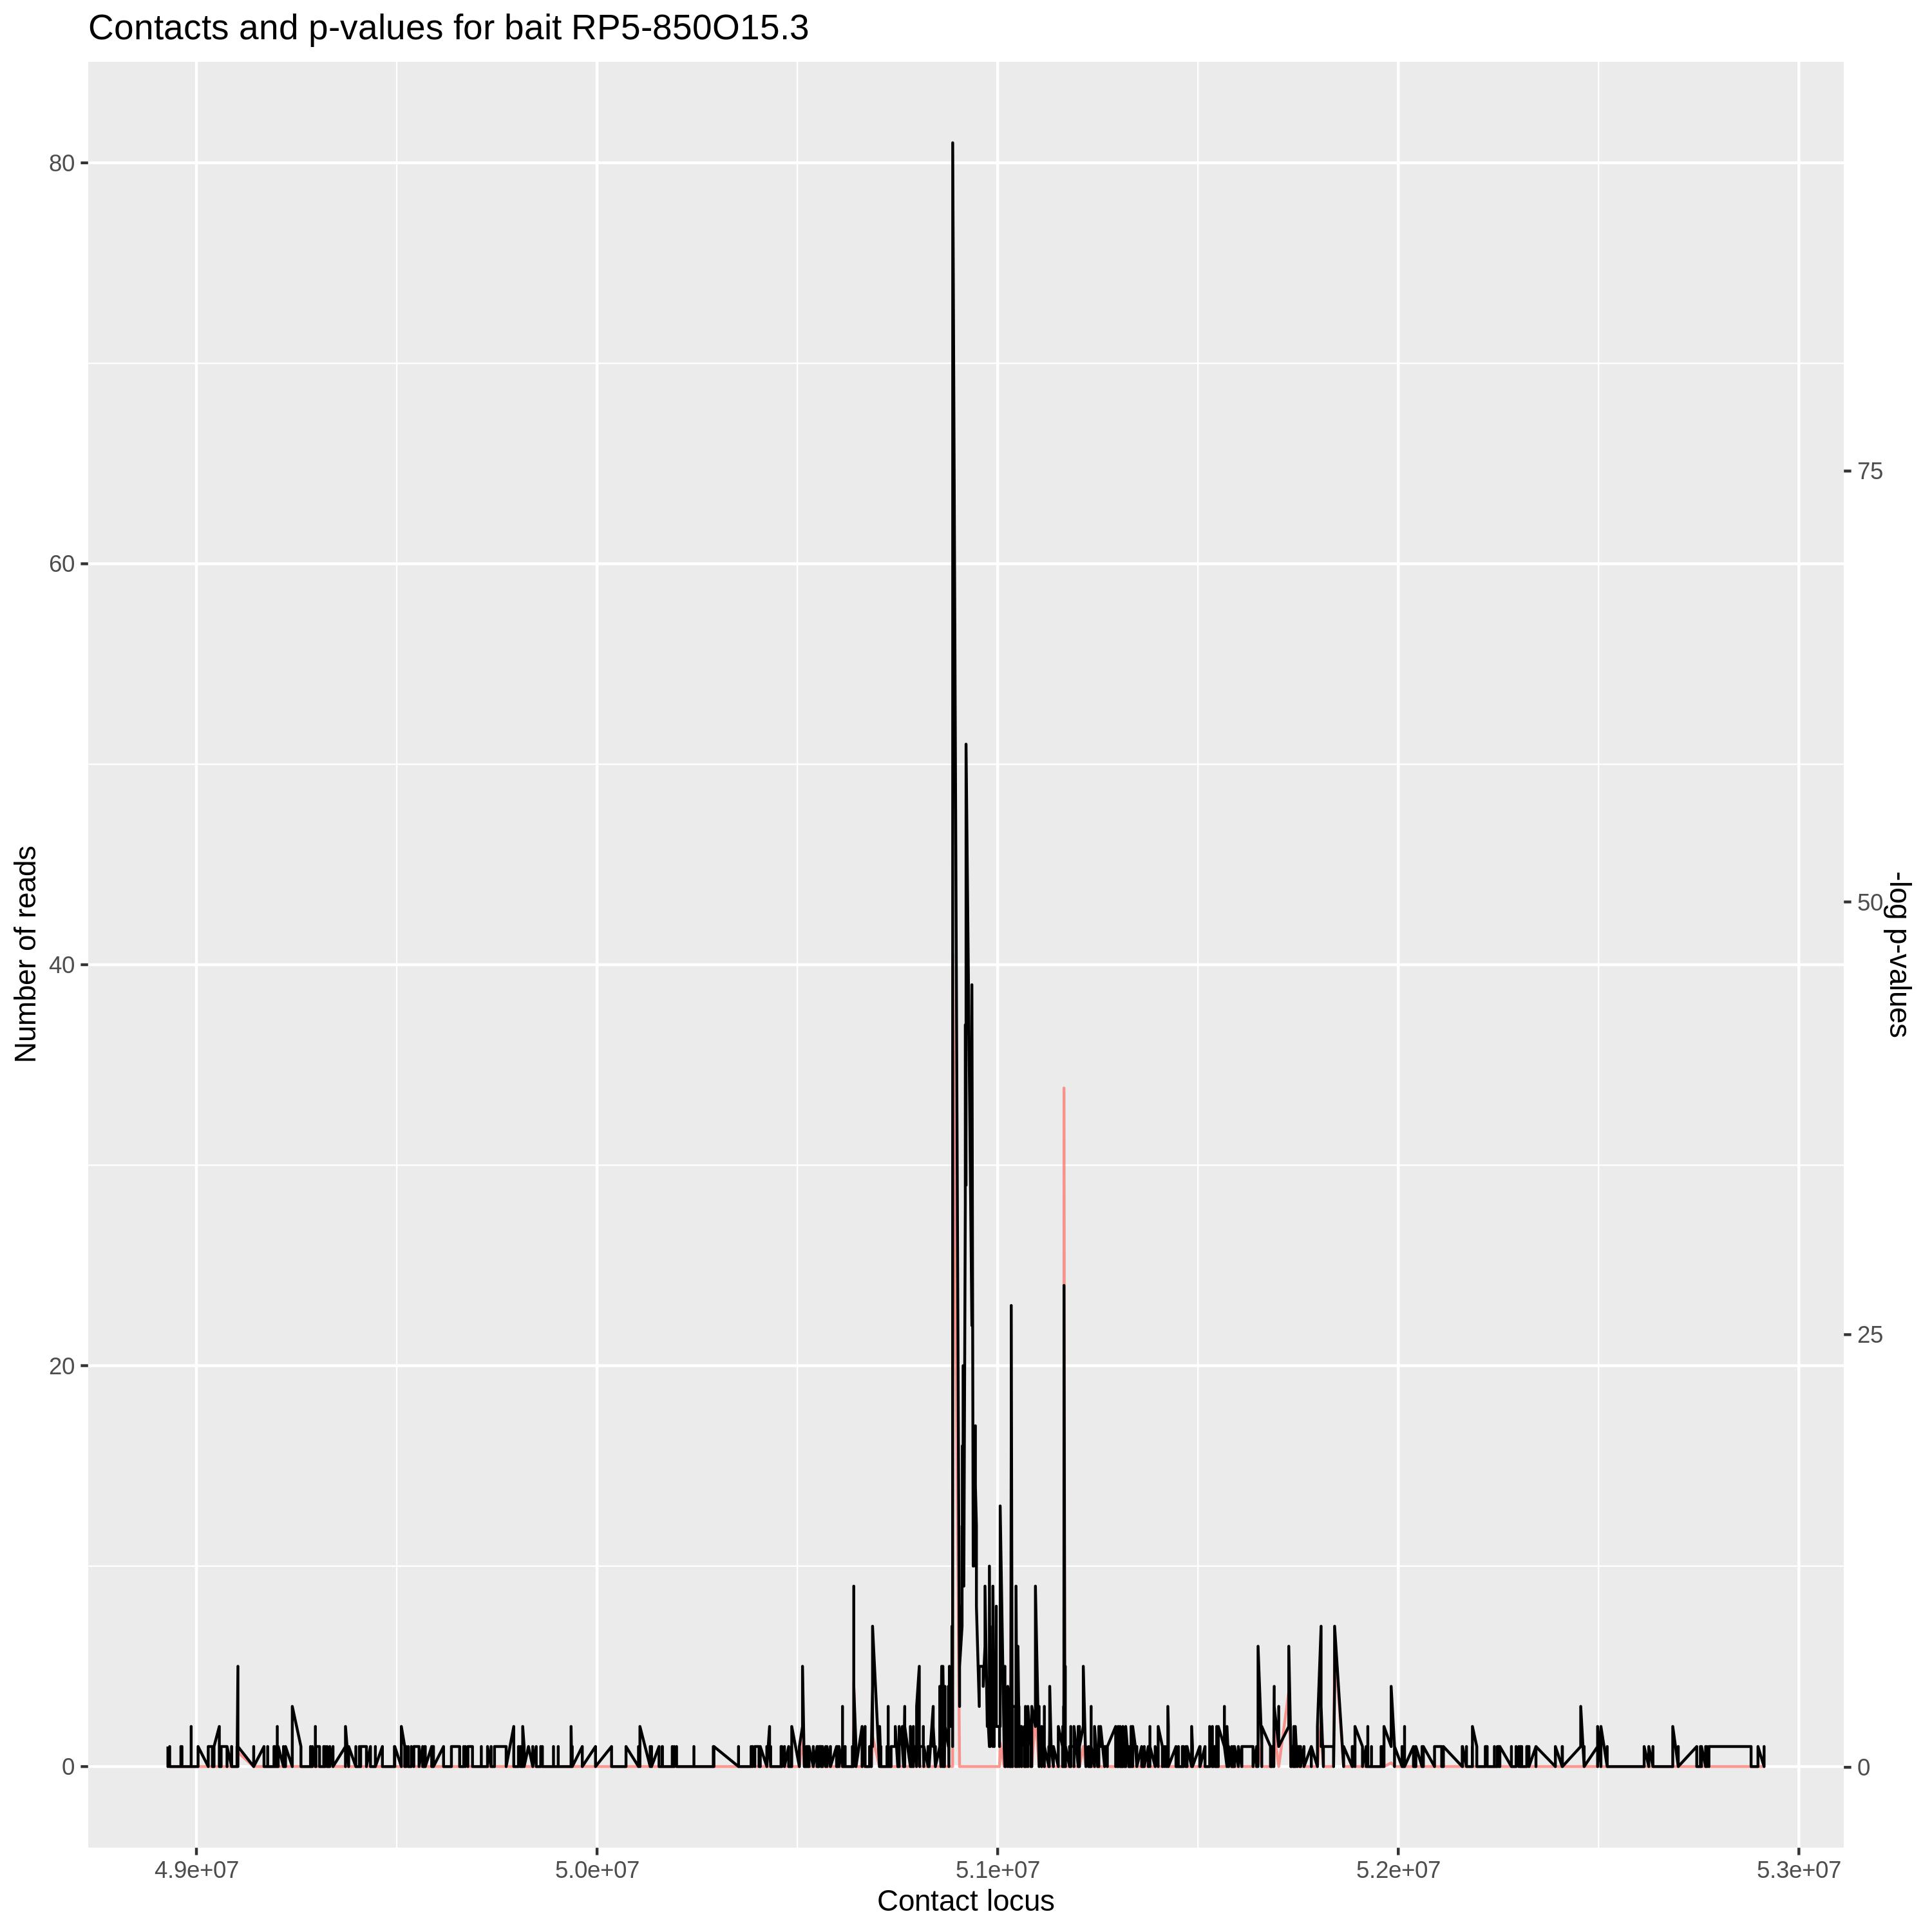 Contacts and p-values for bait RP5-850O15.3
80
60
40
20
0
Number of reads
75
50
25
0
-log p-values
4.9e+07 5.0e+07 5.1e+07 5.2e+07 5.3e+07
Contact locus